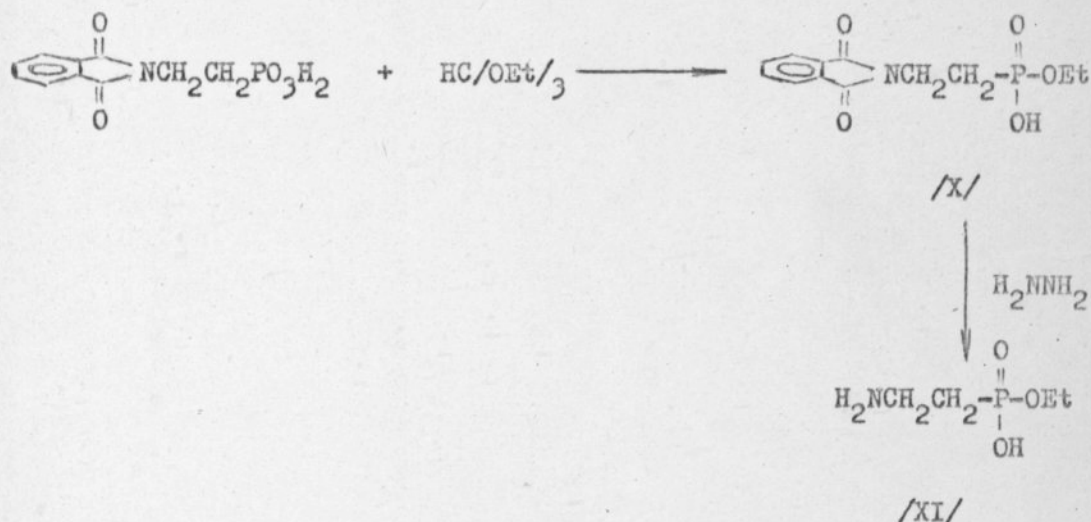 O O O
NCH2CH2PO3H2 + HC/OEt/3 NCH2CH2-P-OEt
O O OH
/X/
H2NNH2
O
H2NCH2CH2-P-OEt
OH
/XI/